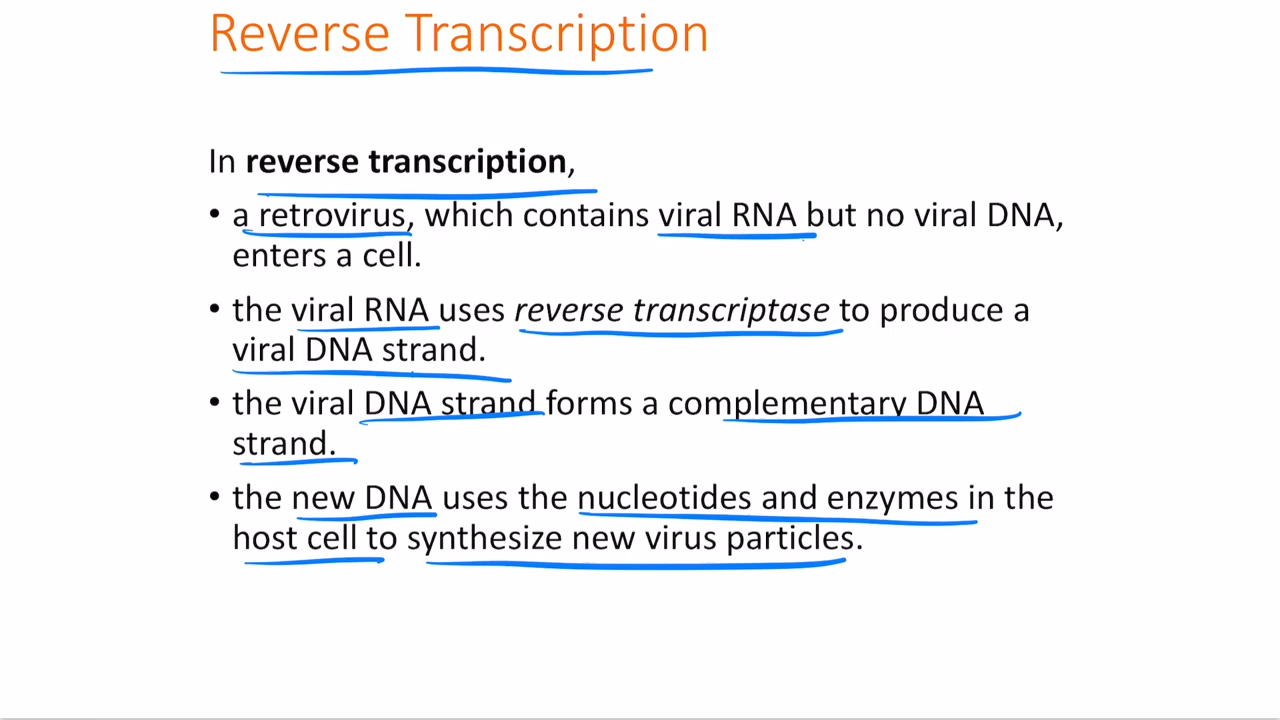 Reverse Transcription
In reverse transcription,
• a retrovirus, which contains viral RNA but no viral DNA,
enters a cell.
• the viral RNA uses reverse transcriptase to produce a
viral DNA strand.
• the viral DNA strand forms a complementary DNA
strand.
• the new DNA uses the nucleotides and enzymes in the
host cell to synthesize new virus particles.